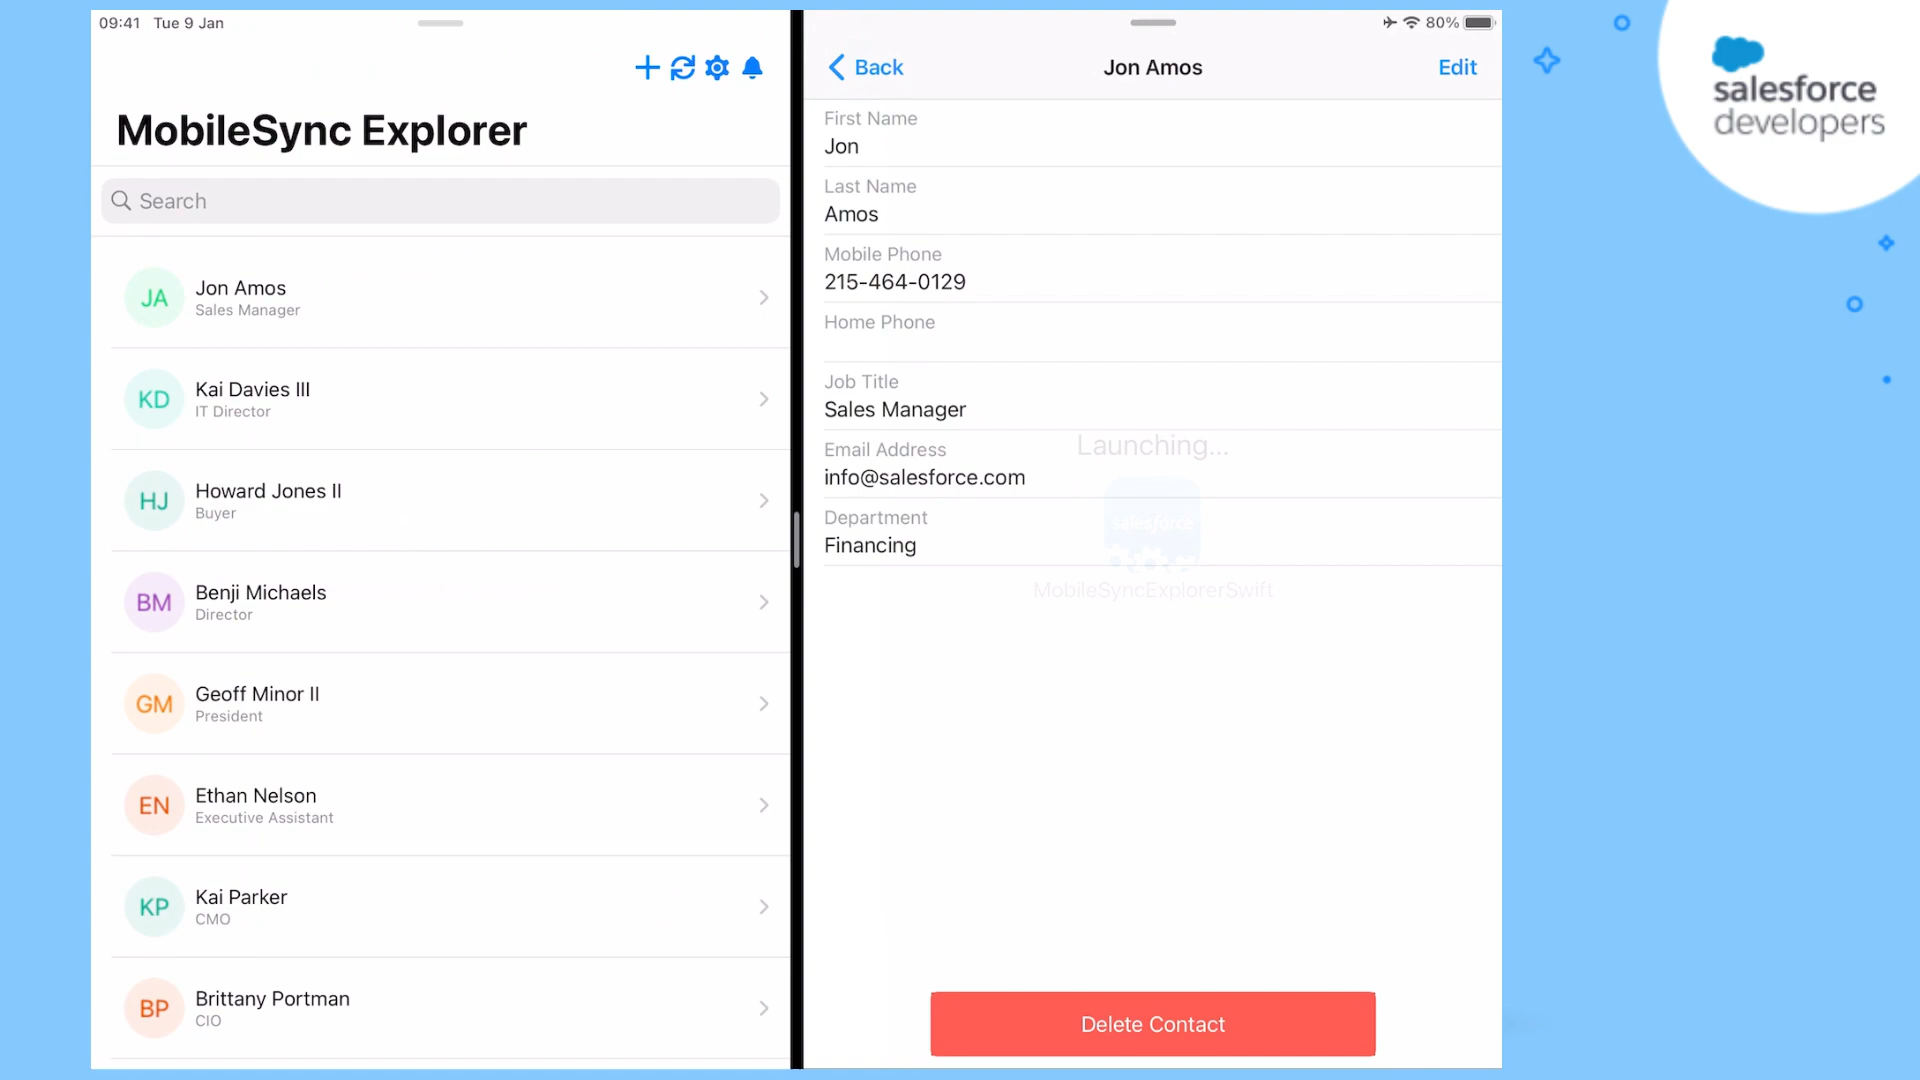 09:41 Tue 9 Jan
MobileSync Explorer
Search
JA
Jon Amos
Sales Manager
KD
Kai Davies III
IT Director
HJ
Howard Jones II
Buyer
BM
Benji Michaels
Director
GM
Geoff Minor II
President
EN
Ethan Nelson
Executive Assistant
KP
Kai Parker
CMO
BP
Brittany Portman
CIO
80%
Back
Jon Amos
Edit
First Name
Jon
Last Name
Amos
Mobile Phone
215-464-0129
Home Phone
Job Title
Sales Manager
Launching...
Email Address
info@salesforce.com
salesforce
Department
Financing
MobileSyncExplorerSwift
Delete Contact
salesforce
developers